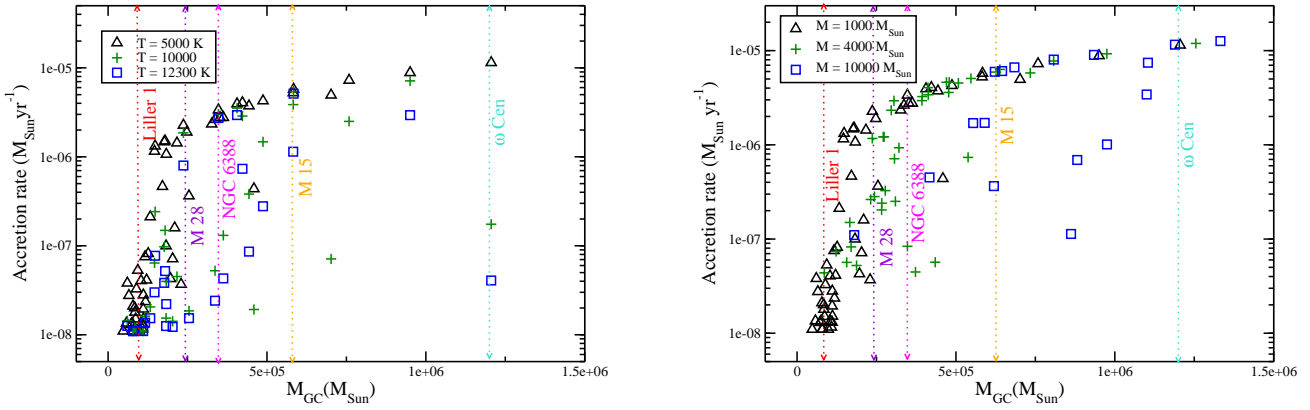 Accretion rate (M_Sun yr^-1)
1e-05
1e-06
1e-07
1e-08
T = 5000 K
T = 10000
T = 12300 K
Liller 1
M 28
NGC 6388
M 15
ω Cen
0
5e+05
1e+06
1.5e+06
M_GC(M_Sun)
Accretion rate (M_Sun yr^-1)
1e-05
1e-06
1e-07
1e-08
M = 1000 M_Sun
M = 4000 M_Sun
M = 10000 M_Sun
Liller 1
M 28
NGC 6388
M 15
ω Cen
0
5e+05
1e+06
1.5e+06
M_GC(M_Sun)